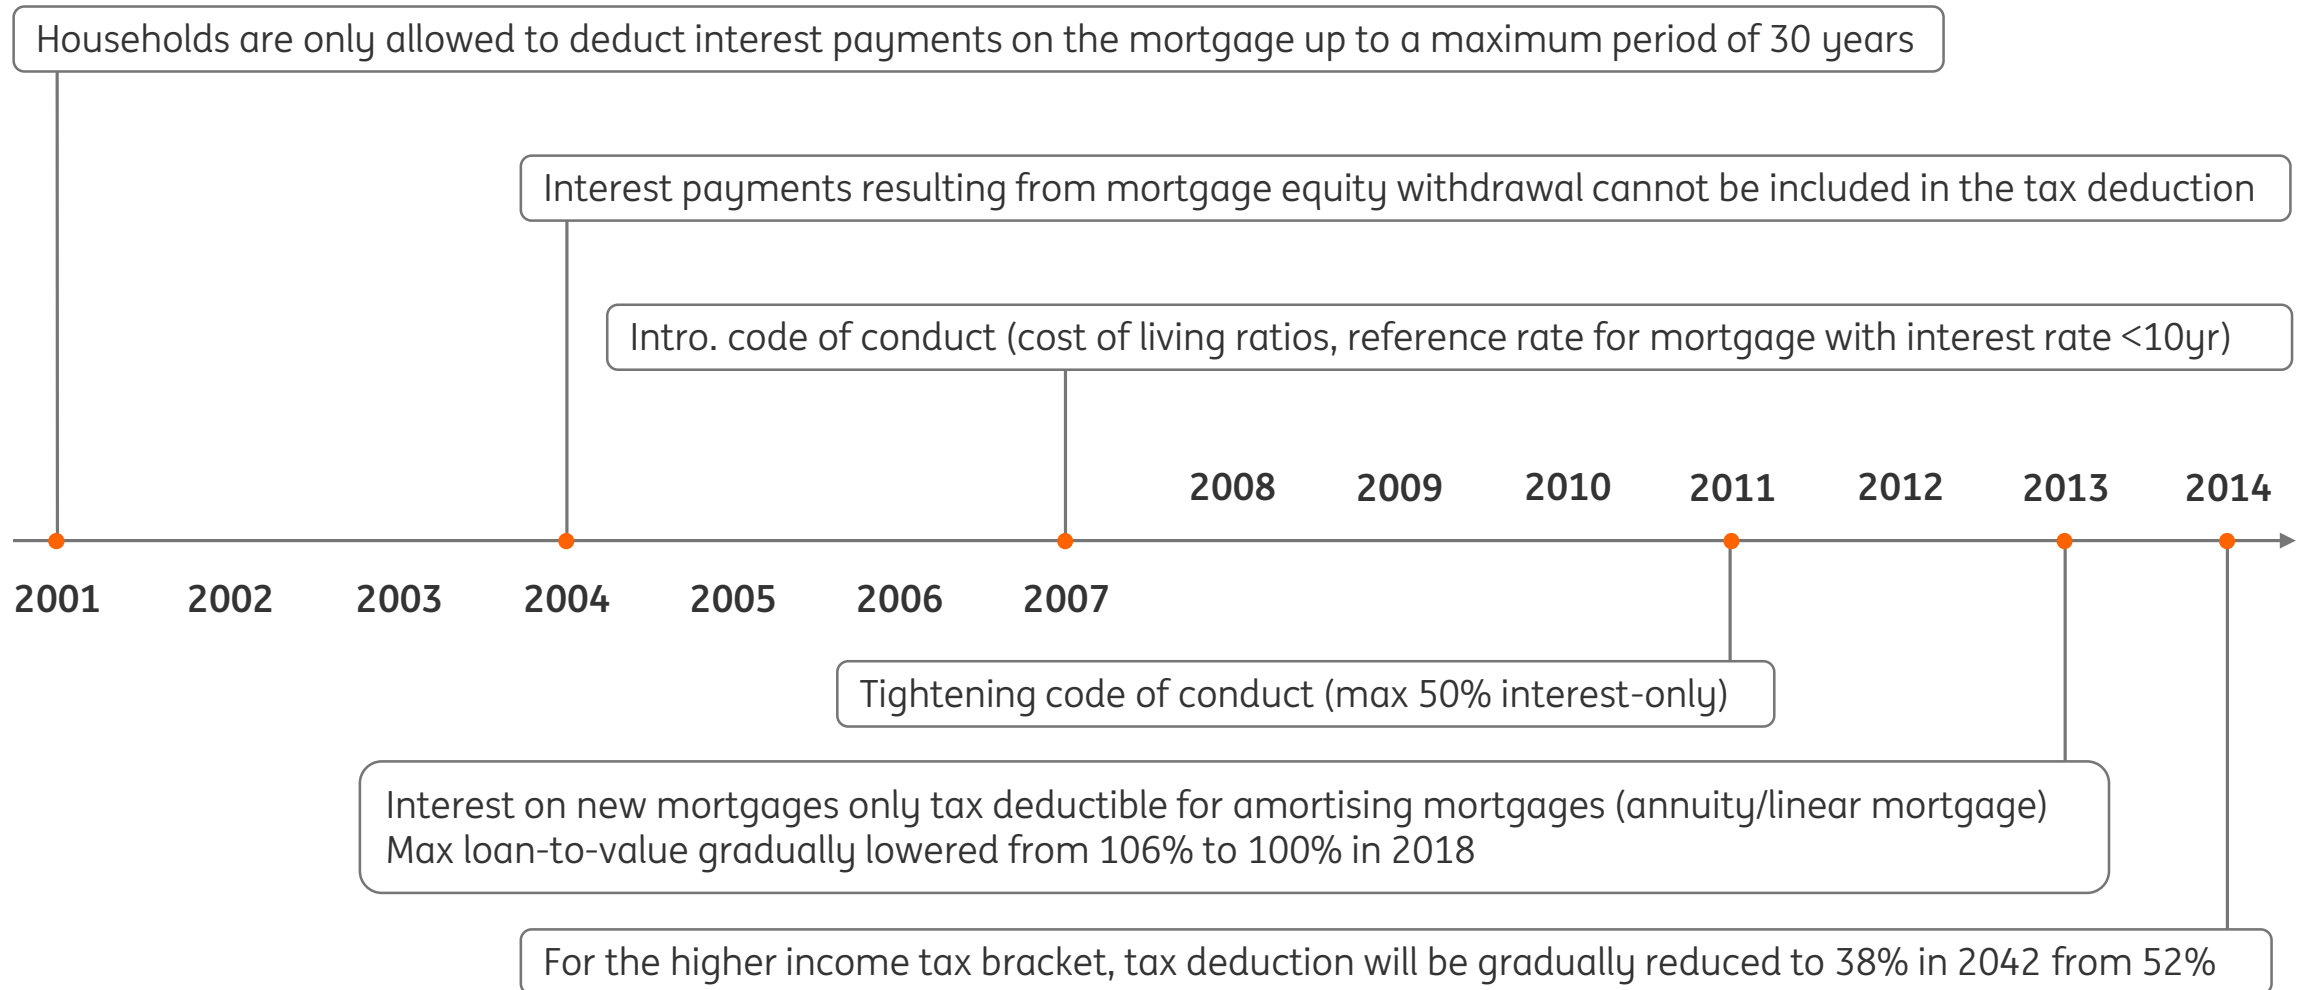 Households are only allowed to deduct interest payments on the mortgage up to a maximum period of 30 years
Interest payments resulting from mortgage equity withdrawal cannot be included in the tax deduction
Intro. code of conduct (cost of living ratios, reference rate for mortgage with interest rate <10yr)
2008 2009 2010 2011 2012 2013 2014
2001 2002 2003 2004 2005 2006 2007
Tightening code of conduct (max 50% interest-only)
Interest on new mortgages only tax deductible for amortising mortgages (annuity/linear mortgage)
Max loan-to-value gradually lowered from 106% to 100% in 2018
For the higher income tax bracket, tax deduction will be gradually reduced to 38% in 2042 from 52%